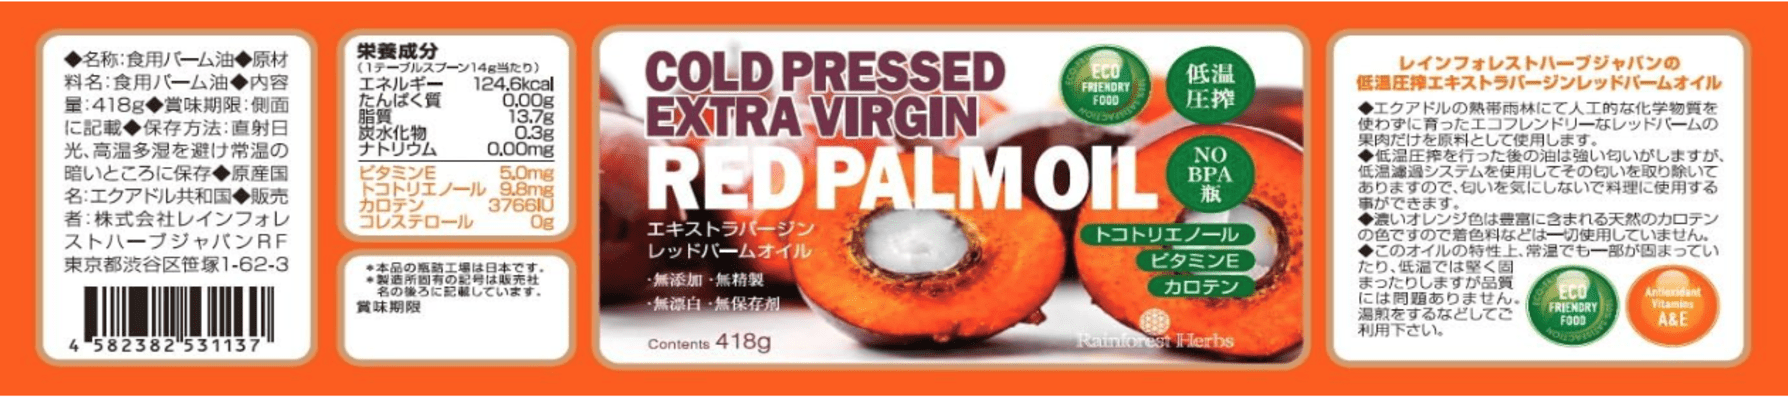 ◆名称:食用パーム油◆原材
料名:食用パーム油◆内容
量:418g◆賞味期限:側面
に記載◆保存方法:直射日
光、高温多湿を避け常温の
暗いところに保存◆原産国
名:エクアドル共和国◆販売
者:株式会社レインフォレ
ストハーブジャパンRF
東京都渋谷区笹塚1-62-3
4 582382 531137
栄養成分
(1テーブルスプーン14g当たり)
エネルギー 124.6kcal
たんぱく質 0.00g
脂質 13.7g
炭水化物 0.3g
ナトリウム 0.00mg
ビタミンE 5.0mg
トコトリエノール 9.8mg
カロテン 3766IU
コレステロール 0g
*本品の瓶詰工場は日本です。
*製造所固有の記号は販売社
名の後ろに記載しています。
賞味期限
COLD PRESSED
EXTRA VIRGIN
RED PALM OIL
エキストラバージン
レッドパームオイル
・無添加・無精製
・無漂白・無保存剤
Contents 418g
ECO
FRIENDRY
FOOD
低温
圧搾
NO
BPA
瓶
トコトリエノール
ビタミンE
カロテン
Rainforest Herbs
レインフォレストハーブジャパンの
低温圧搾エキストラバージンレッドパームオイル
◆エクアドルの熱帯雨林にて人工的な化学物質を
使わずに育ったエコフレンドリーなレッドパームの
果肉だけを原料として使用します。
◆低温圧搾を行った後の油は強い匂いがしますが、
低温濾過システムを使用してその匂いを取り除いて
ありますので、匂いを気にしないで料理に使用する
事ができます。
◆濃いオレンジ色は豊富に含まれる天然のカロテン
の色ですので着色料などは一切使用していません。
◆このオイルの特性上、常温でも一部が固まってい
たり、低温では堅く固
まったりしますが品質
には問題ありません。
湯煎をするなどしてご
利用下さい。
ECO
FRIENDRY
FOOD
Antioxidant
Vitamins
A&E